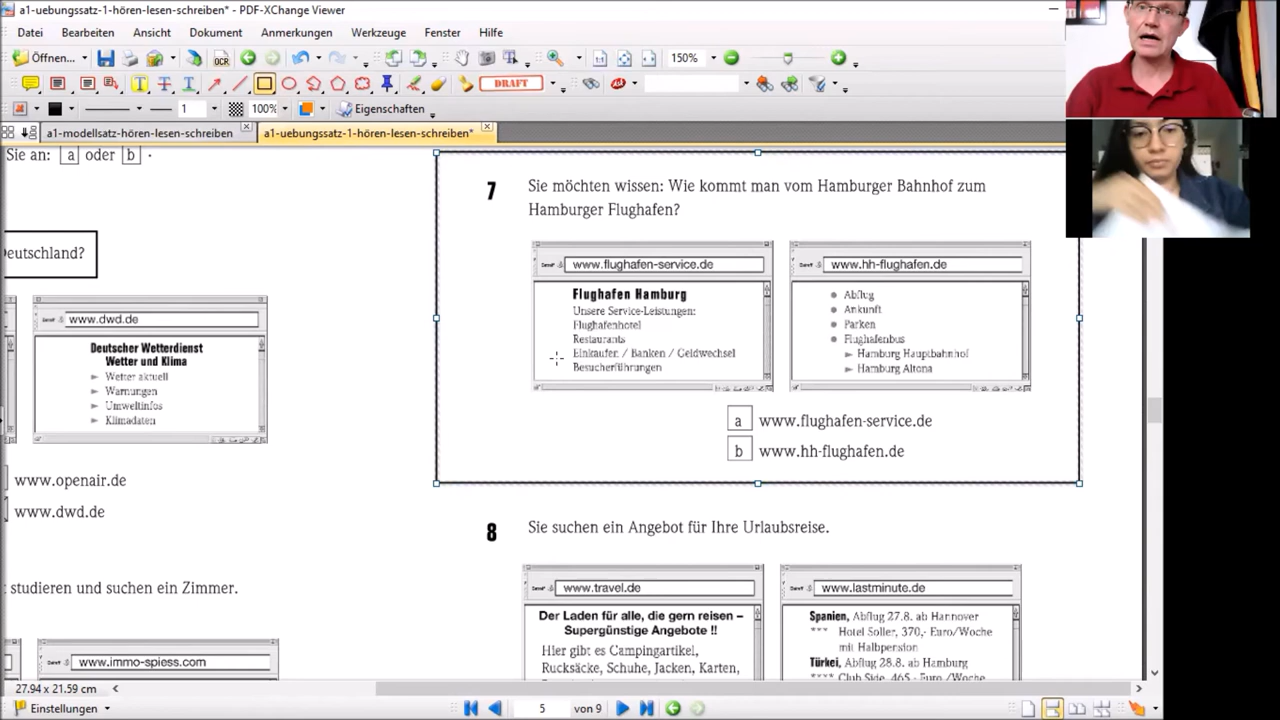 a1-uebungssatz-1-hören-lesen-schreiben* - PDF-XChange Viewer
Datei Bearbeiten Ansicht Dokument Anmerkungen Werkzeuge Fenster Hilfe
Öffnen... OCR 150%
DRAFT
1 100% Eigenschaften
a1-modellsatz-hören-lesen-schreiben a1-uebungssatz-1-hören-lesen-schreiben*
Sie an: a oder b .
eutschland?
www.dwd.de
Deutscher Wetterdienst
Wetter und Klima
Wetter aktuell
Warnungen
Umweltinfos
Klimadaten
www.openair.de
www.dwd.de
studieren und suchen ein Zimmer.
www.immo-spiess.com
7 Sie möchten wissen: Wie kommt man vom Hamburger Bahnhof zum
Hamburger Flughafen?
www.flughafen-service.de
Flughafen Hamburg
Unsere Service-Leistungen:
Flughafenhotel
Restaurants
Einkaufen / Banken / Geldwechsel
Besucherführungen
www.hh-flughafen.de
Abflug
Ankunft
Parken
Flughafenbus
Hamburg Hauptbahnhof
Hamburg Altona
a www.flughafen-service.de
b www.hh-flughafen.de
8 Sie suchen ein Angebot für Ihre Urlaubsreise.
www.travel.de
Der Laden für alle, die gern reisen –
Supergünstige Angebote !!
Hier gibt es Campingartikel,
Rucksäcke, Schuhe, Jacken, Karten,
www.lastminute.de
Spanien, Abflug 27.8. ab Hannover
*** Hotel Soller, 370,- Euro/Woche
mit Halbpension
Türkei, Abflug 28.8. ab Hamburg
**** Club Side, 465,- Euro/Woche
27.94 x 21.59 cm
Einstellungen 5 von 9